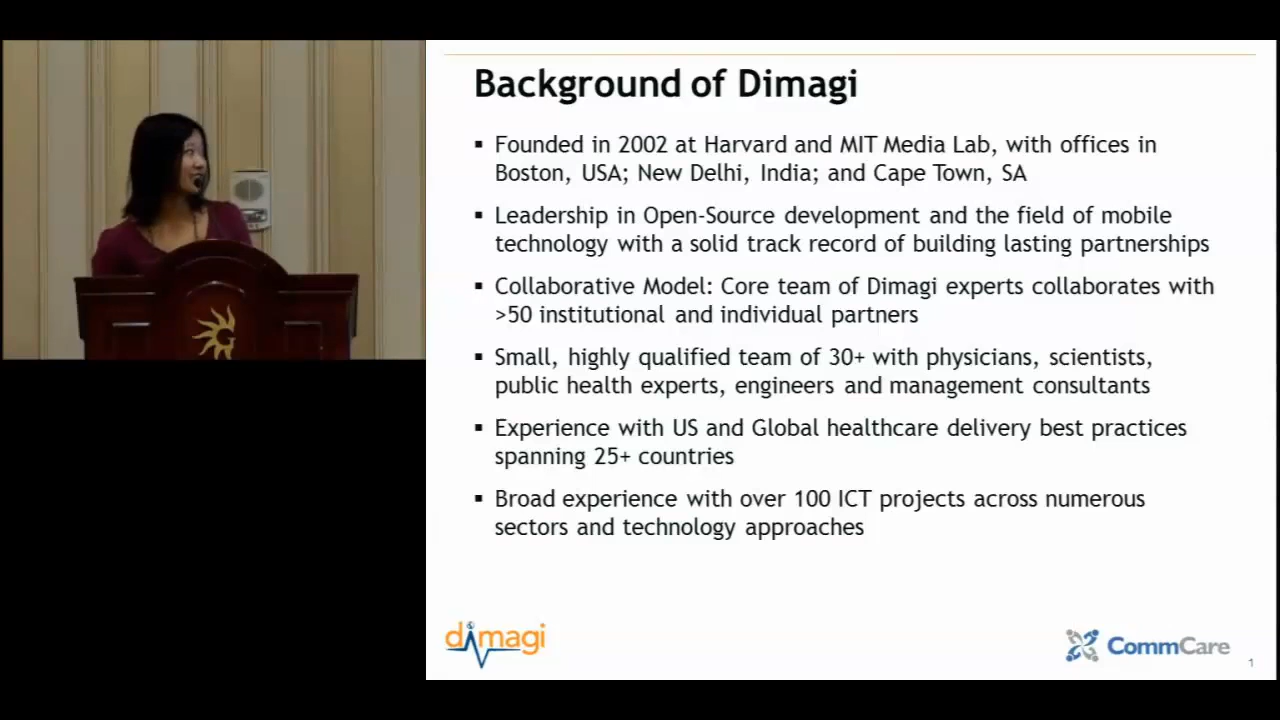 Background of Dimagi
▪ Founded in 2002 at Harvard and MIT Media Lab, with offices in
Boston, USA; New Delhi, India; and Cape Town, SA
▪ Leadership in Open-Source development and the field of mobile
technology with a solid track record of building lasting partnerships
▪ Collaborative Model: Core team of Dimagi experts collaborates with
>50 institutional and individual partners
▪ Small, highly qualified team of 30+ with physicians, scientists,
public health experts, engineers and management consultants
▪ Experience with US and Global healthcare delivery best practices
spanning 25+ countries
▪ Broad experience with over 100 ICT projects across numerous
sectors and technology approaches
dimagi
CommCare
1
G